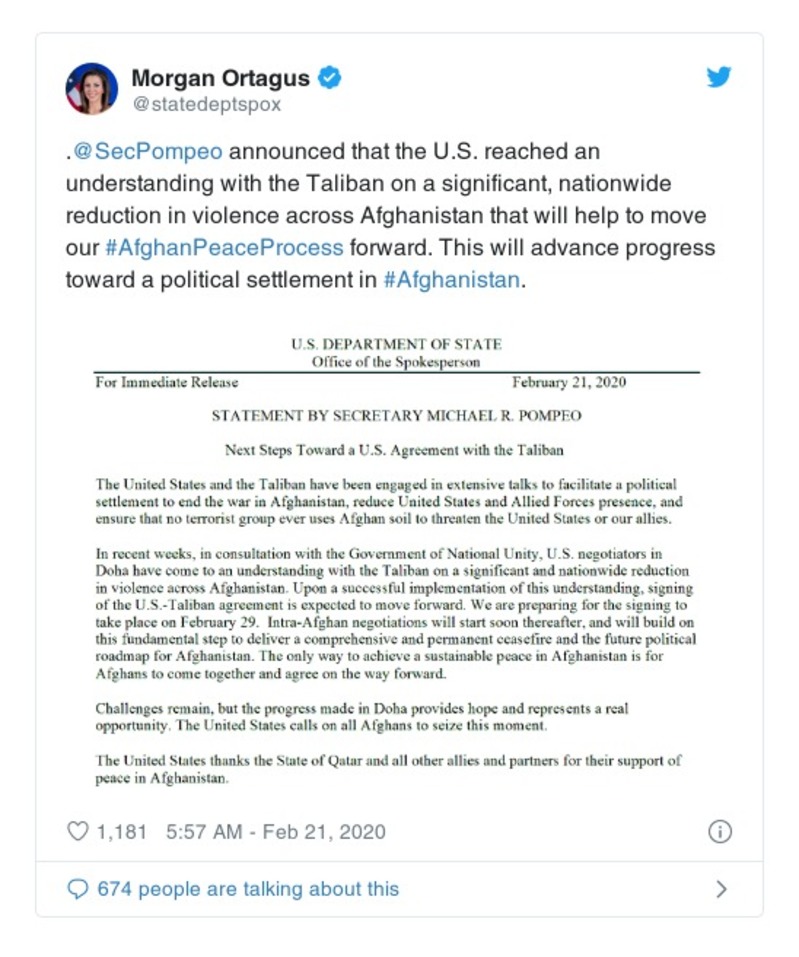 Morgan Ortagus
@statedeptspox
.@SecPompeo announced that the U.S. reached an
understanding with the Taliban on a significant, nationwide
reduction in violence across Afghanistan that will help to move
our #AfghanPeaceProcess forward. This will advance progress
toward a political settlement in #Afghanistan.
U.S. DEPARTMENT OF STATE
Office of the Spokesperson
For Immediate Release February 21, 2020
STATEMENT BY SECRETARY MICHAEL R. POMPEO
Next Steps Toward a U.S. Agreement with the Taliban
The United States and the Taliban have been engaged in extensive talks to facilitate a political
settlement to end the war in Afghanistan, reduce United States and Allied Forces presence, and
ensure that no terrorist group ever uses Afghan soil to threaten the United States or our allies.
In recent weeks, in consultation with the Government of National Unity, U.S. negotiators in
Doha have come to an understanding with the Taliban on a significant and nationwide reduction
in violence across Afghanistan. Upon a successful implementation of this understanding, signing
of the U.S.-Taliban agreement is expected to move forward. We are preparing for the signing to
take place on February 29. Intra-Afghan negotiations will start soon thereafter, and will build on
this fundamental step to deliver a comprehensive and permanent ceasefire and the future political
roadmap for Afghanistan. The only way to achieve a sustainable peace in Afghanistan is for
Afghans to come together and agree on the way forward.
Challenges remain, but the progress made in Doha provides hope and represents a real
opportunity. The United States calls on all Afghans to seize this moment.
The United States thanks the State of Qatar and all other allies and partners for their support of
peace in Afghanistan.
1,181 5:57 AM - Feb 21, 2020
674 people are talking about this